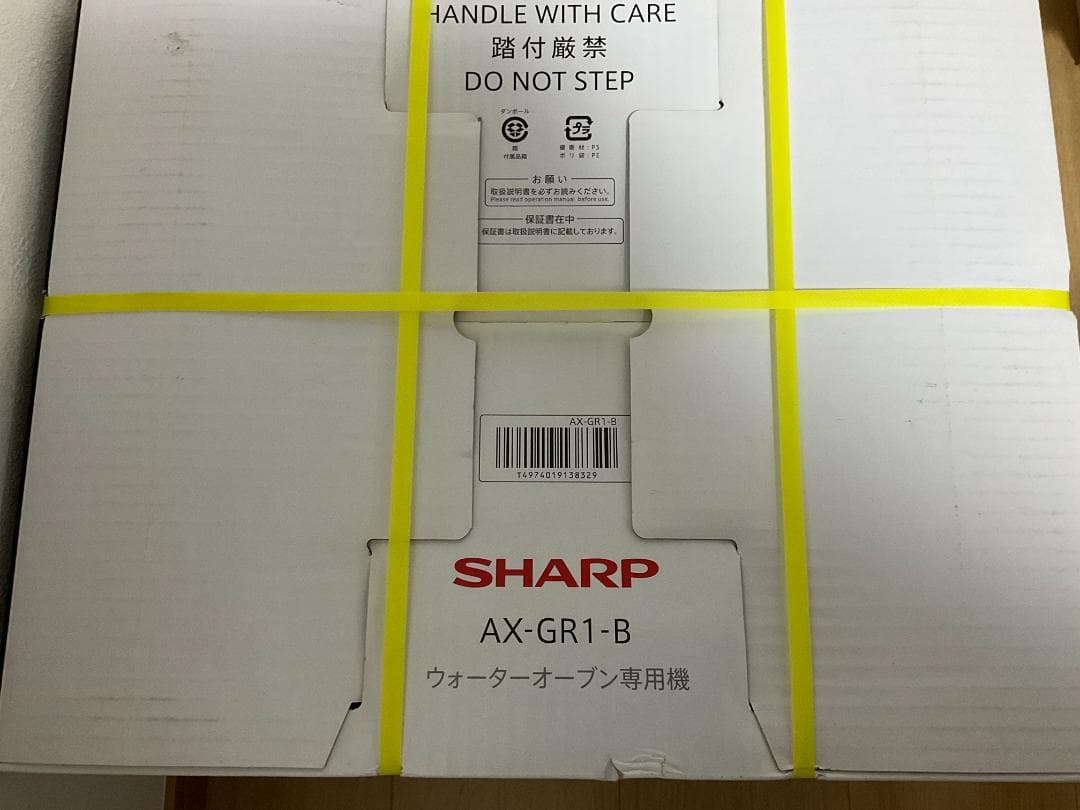 HANDLE WITH CARE
踏付厳禁
DO NOT STEP
ダンボール
プラ
箱
付属品箱
緩衝材:PS
ポリ袋:PE
お願い
取扱説明書を必ずお読みください。
Please read operation manual before use.
保証書在中
保証書は取扱説明書に記載しております。
AX-GR1-B
T4974019138329
SHARP
AX-GR1-B
ウォーターオーブン専用機